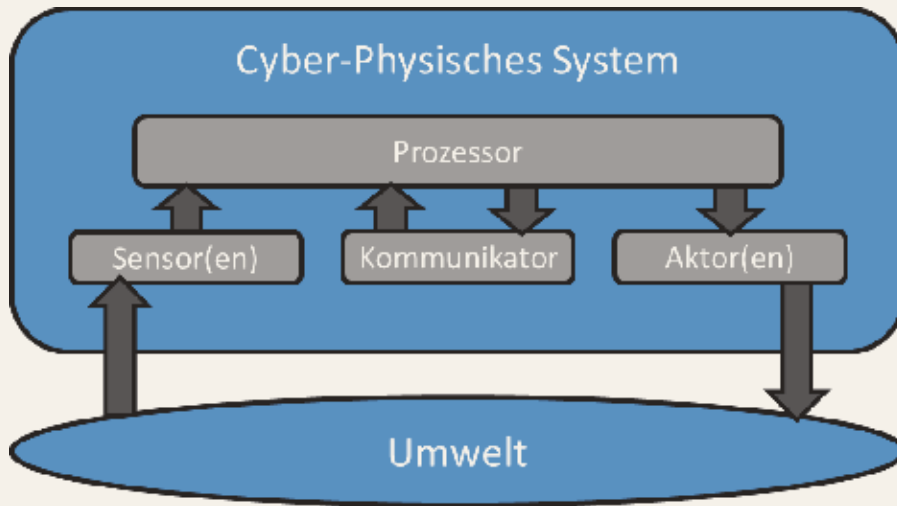 Cyber-Physisches System
Prozessor
Sensor(en)
Kommunikator
Aktor(en)
Umwelt